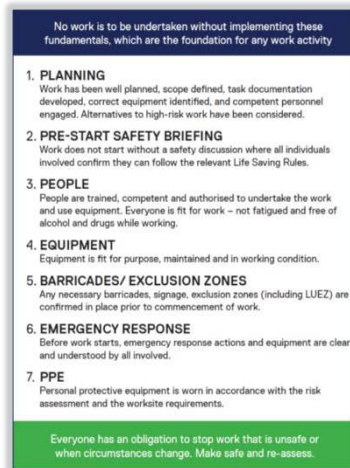 No work is to be undertaken without implementing these
fundamentals, which are the foundation for any work activity
1. PLANNING
Work has been well planned, scope defined, task documentation
developed, correct equipment identified, and competent personnel
engaged. Alternatives to high-risk work have been considered.
2. PRE-START SAFETY BRIEFING
Work does not start without a safety discussion where all individuals
involved confirm they can follow the relevant Life Saving Rules.
3. PEOPLE
People are trained, competent and authorised to undertake the work
and use equipment. Everyone is fit for work – not fatigued and free of
alcohol and drugs while working.
4. EQUIPMENT
Equipment is fit for purpose, maintained and in working condition.
5. BARRICADES/ EXCLUSION ZONES
Any necessary barricades, signage, exclusion zones (including LUEZ) are
confirmed in place prior to commencement of work.
6. EMERGENCY RESPONSE
Before work starts, emergency response actions and equipment are clear
and understood by all involved.
7. PPE
Personal protective equipment is worn in accordance with the risk
assessment and the worksite requirements.
Everyone has an obligation to stop work that is unsafe or
when circumstances change. Make safe and re-assess.